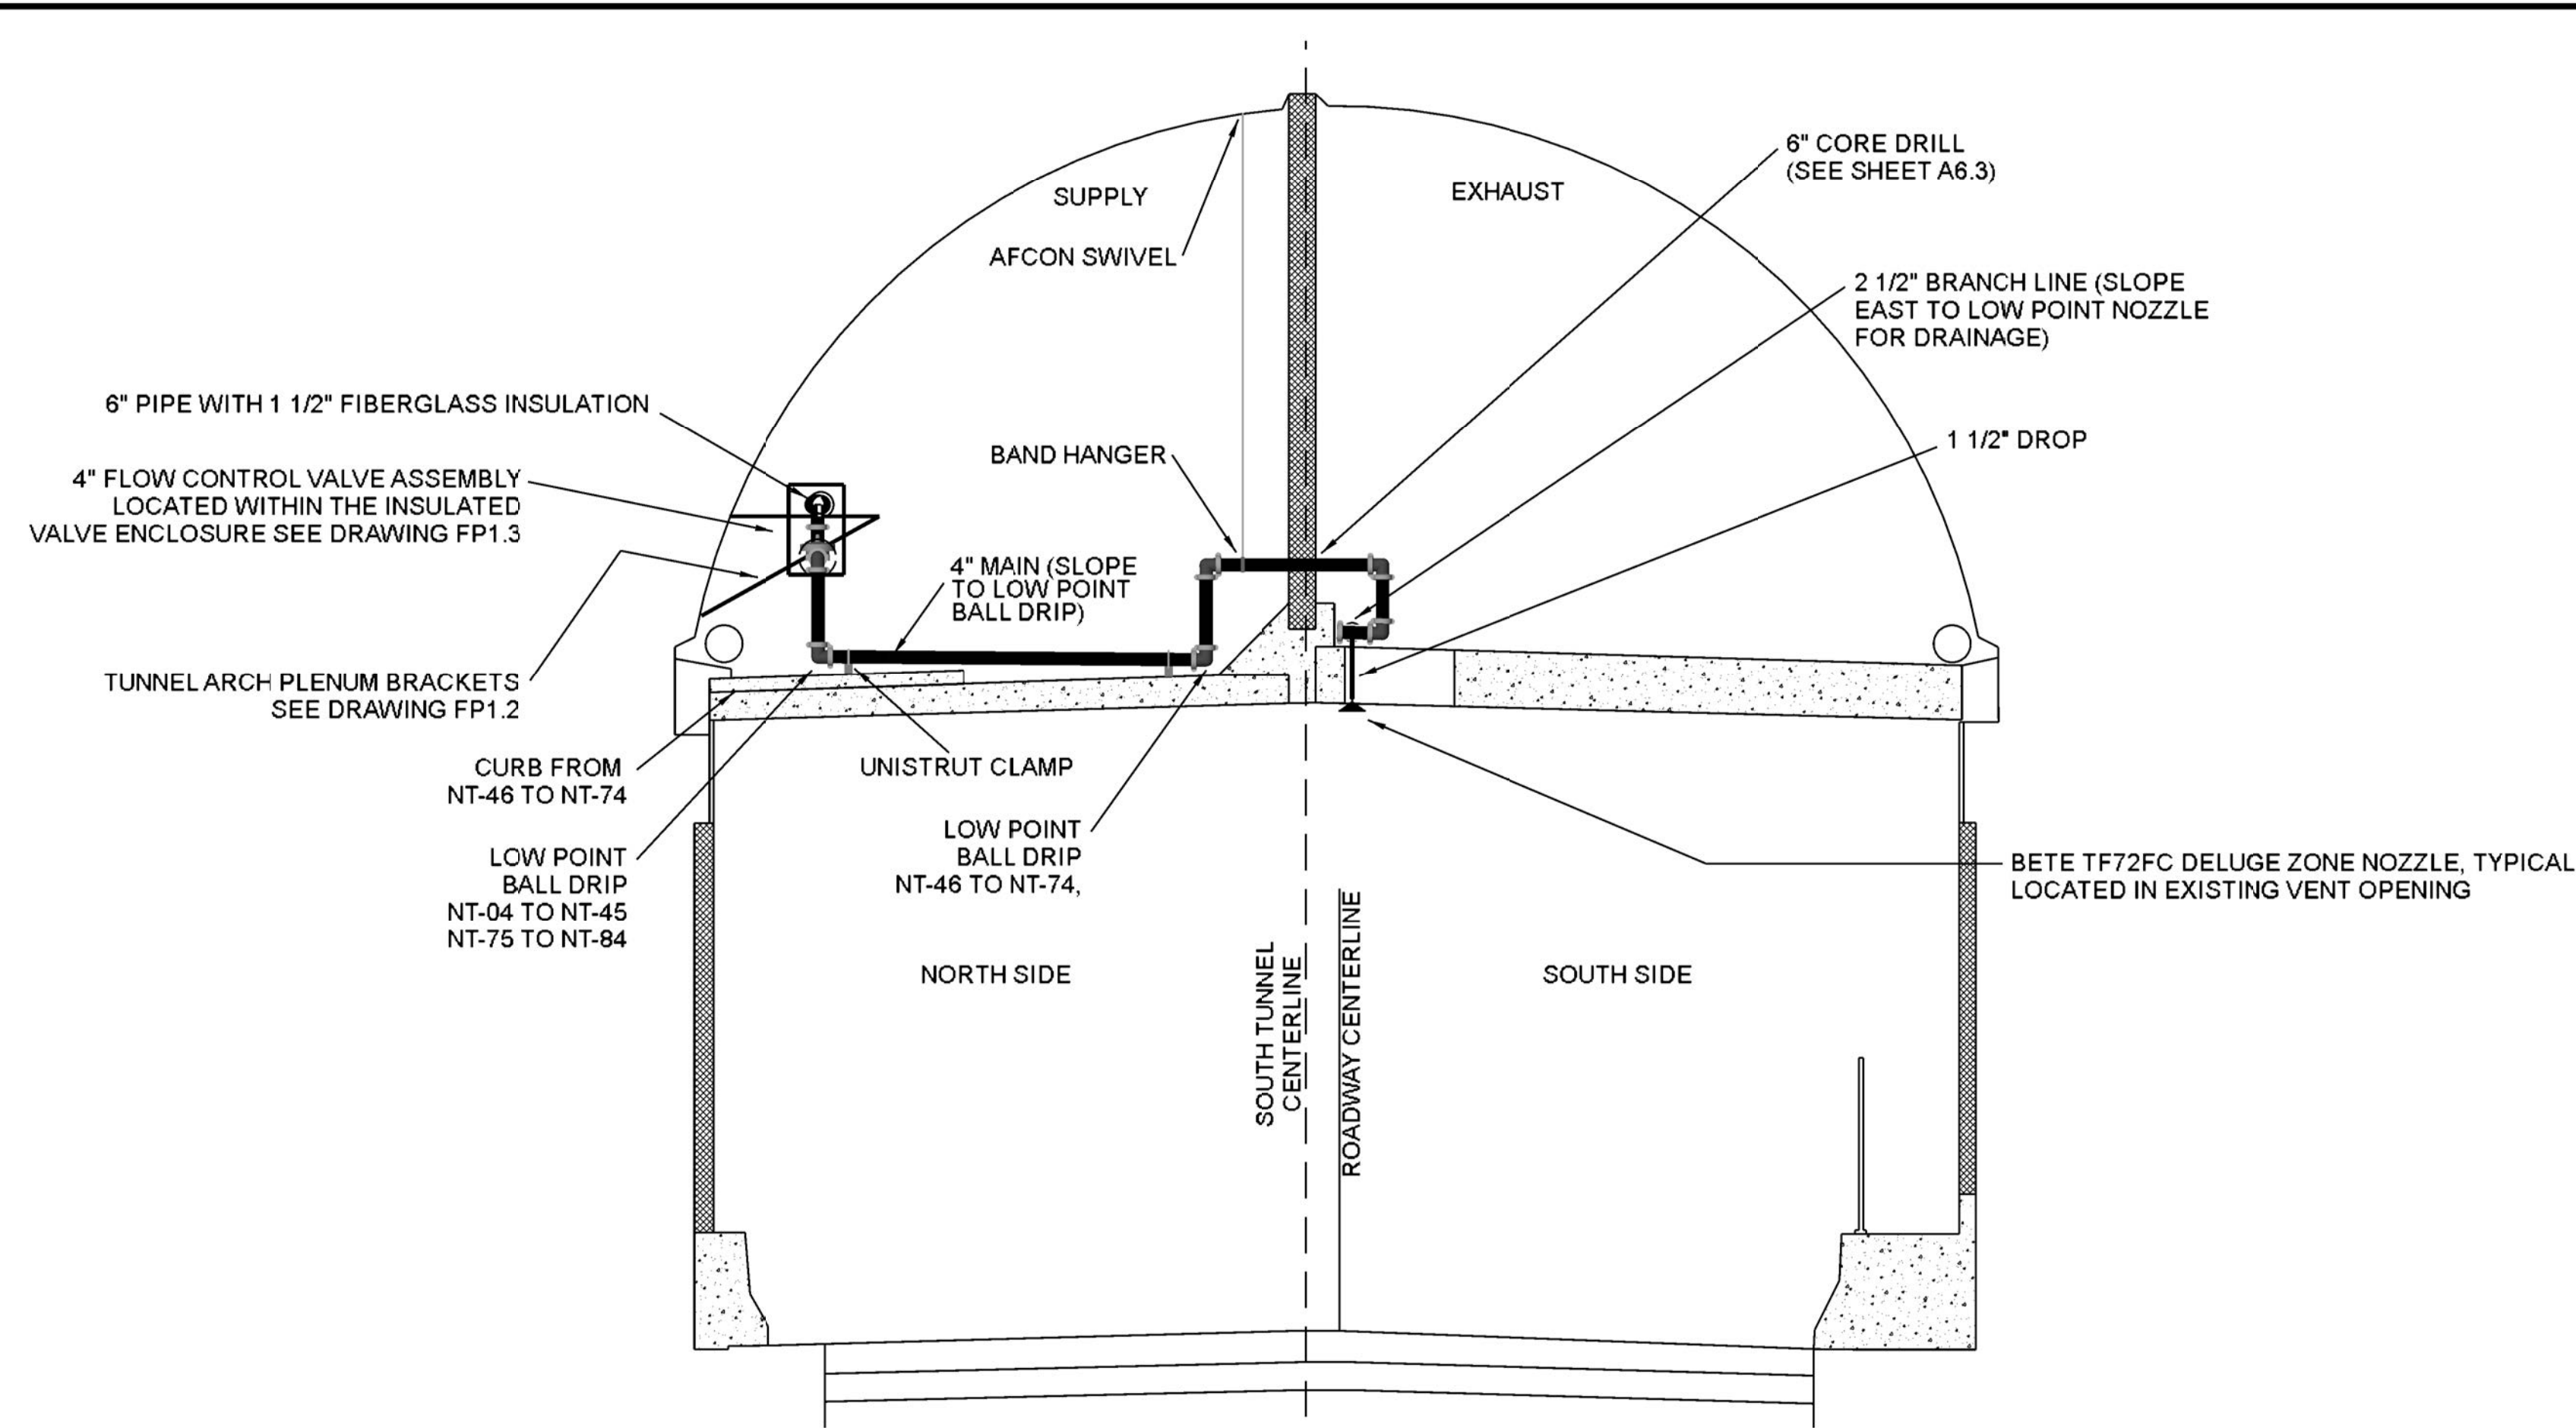 SUPPLY
EXHAUST
AFCON SWIVEL
6" CORE DRILL
(SEE SHEET A6.3)
2 1/2" BRANCH LINE (SLOPE
EAST TO LOW POINT NOZZLE
FOR DRAINAGE)
6" PIPE WITH 1 1/2" FIBERGLASS INSULATION
BAND HANGER
1 1/2" DROP
4" FLOW CONTROL VALVE ASSEMBLY
LOCATED WITHIN THE INSULATED
VALVE ENCLOSURE SEE DRAWING FP1.3
4" MAIN (SLOPE
TO LOW POINT
BALL DRIP)
TUNNEL ARCH PLENUM BRACKETS
SEE DRAWING FP1.2
CURB FROM
NT-46 TO NT-74
UNISTRUT CLAMP
LOW POINT
BALL DRIP
NT-04 TO NT-45
NT-75 TO NT-84
LOW POINT
BALL DRIP
NT-46 TO NT-74,
BETE TF72FC DELUGE ZONE NOZZLE, TYPICAL
LOCATED IN EXISTING VENT OPENING
NORTH SIDE
SOUTH TUNNEL
CENTERLINE
ROADWAY CENTERLINE
SOUTH SIDE